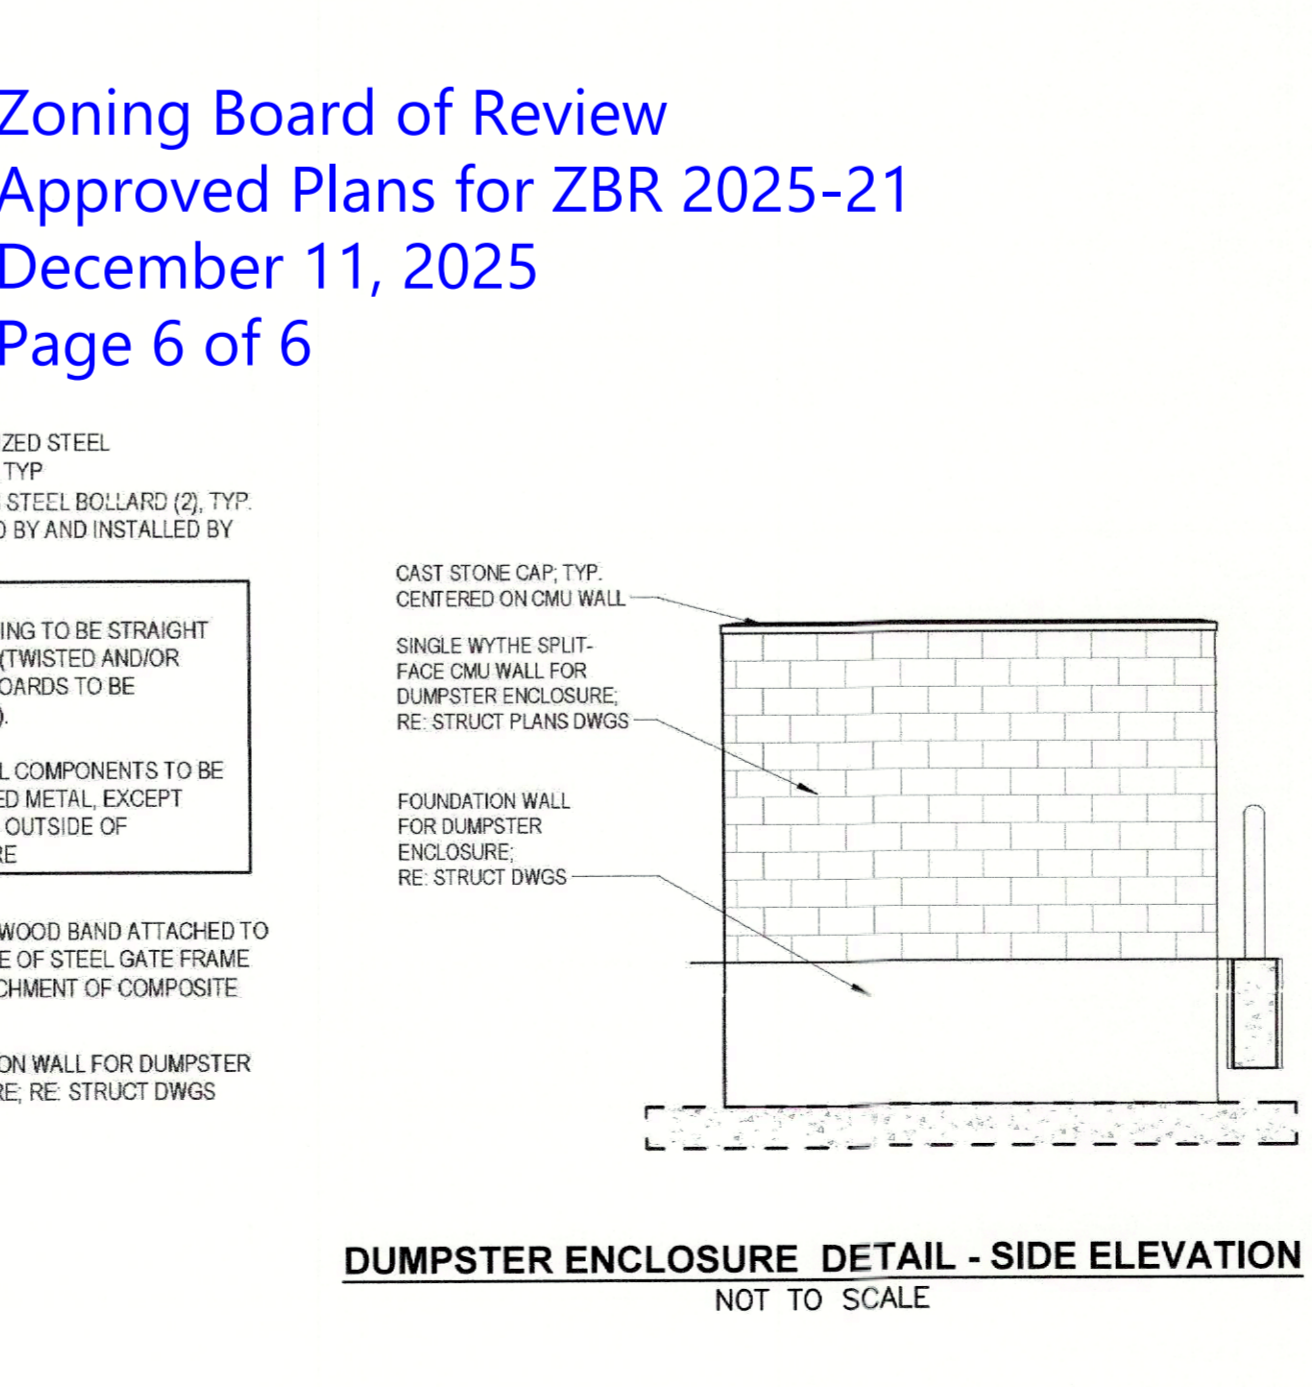 Zoning Board of Review
Approved Plans for ZBR 2025-21
December 11, 2025
Page 6 of 6
ZED STEEL
TYP
STEEL BOLLARD (2), TYP.
BY AND INSTALLED BY
ING TO BE STRAIGHT
(TWISTED AND/OR
OARDS TO BE
).
L COMPONENTS TO BE
ED METAL, EXCEPT
OUTSIDE OF
RE
WOOD BAND ATTACHED TO
E OF STEEL GATE FRAME
CHMENT OF COMPOSITE
ON WALL FOR DUMPSTER
RE; RE: STRUCT DWGS
CAST STONE CAP; TYP.
CENTERED ON CMU WALL
SINGLE WYTHE SPLIT-
FACE CMU WALL FOR
DUMPSTER ENCLOSURE;
RE: STRUCT PLANS DWGS
FOUNDATION WALL
FOR DUMPSTER
ENCLOSURE;
RE: STRUCT DWGS
DUMPSTER ENCLOSURE DETAIL - SIDE ELEVATION
NOT TO SCALE